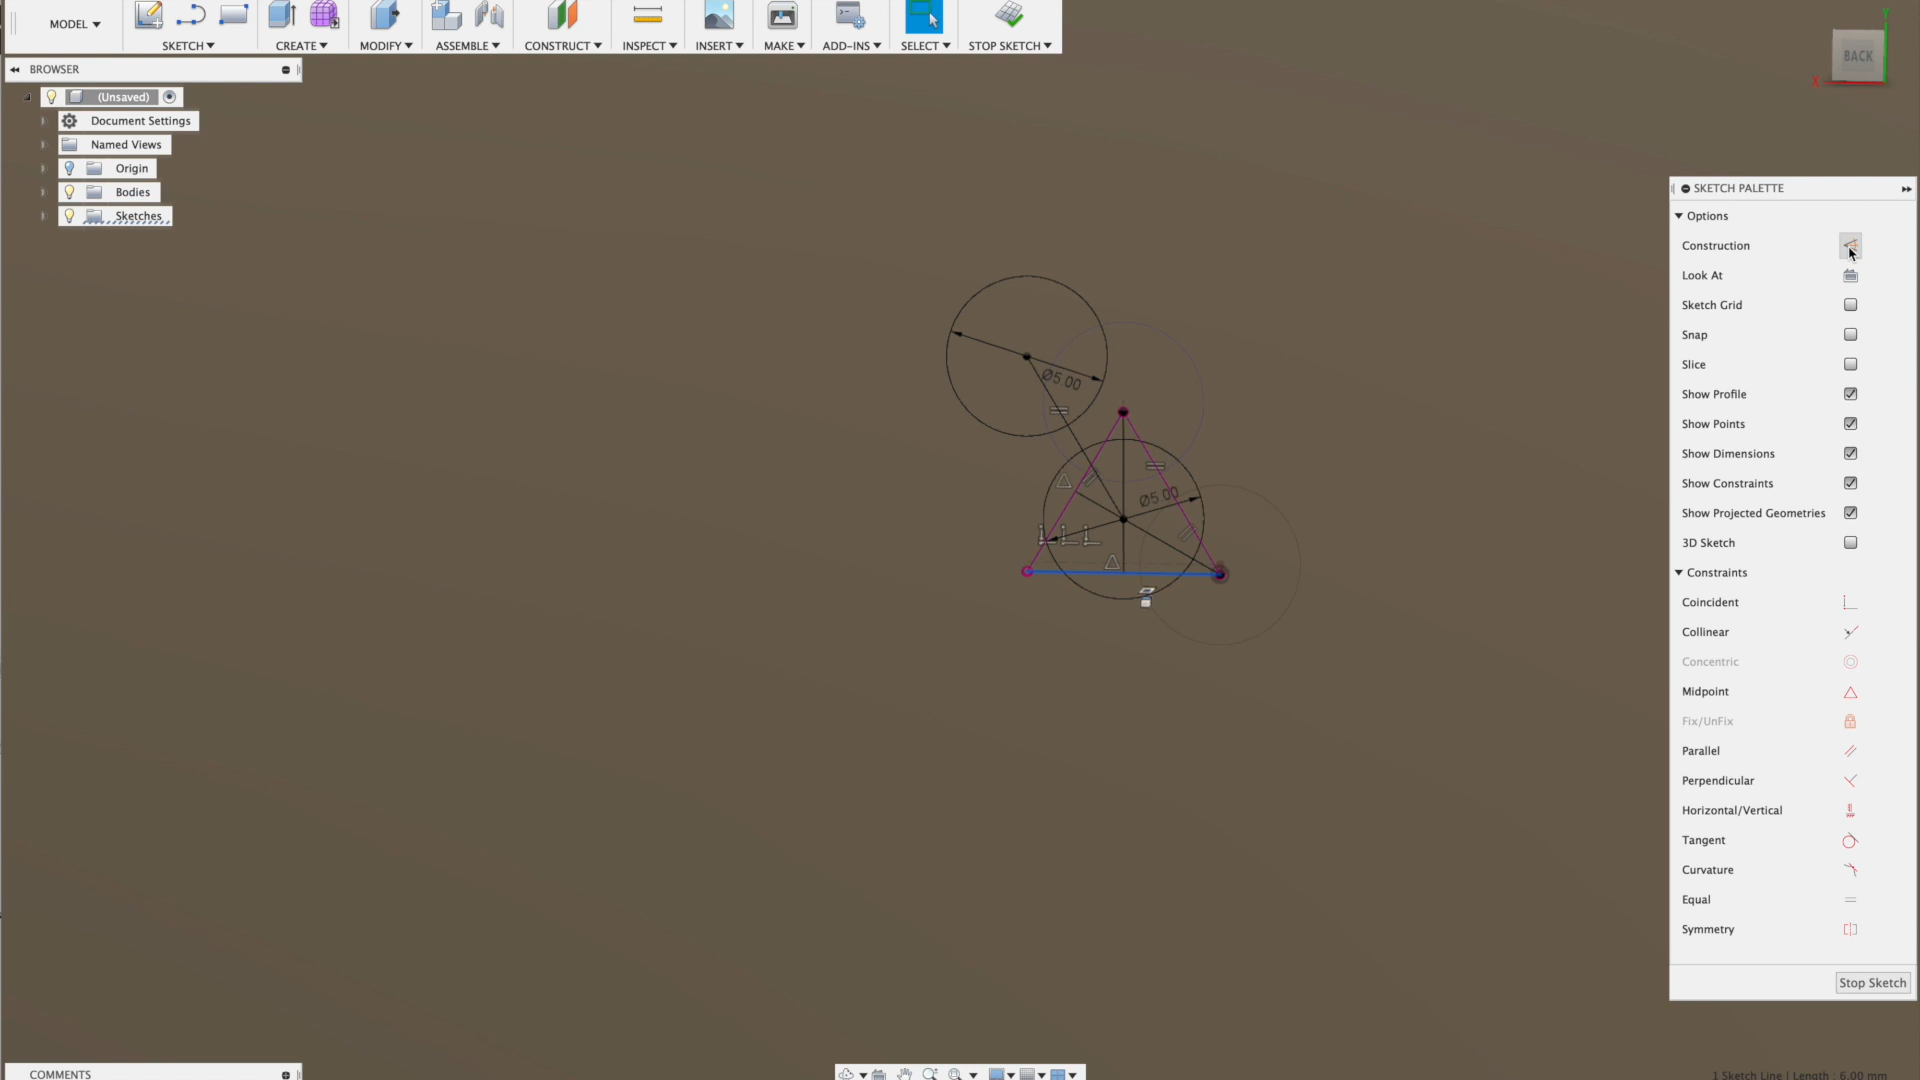 MODEL
SKETCH
CREATE
MODIFY
ASSEMBLE
CONSTRUCT
INSPECT
INSERT
MAKE
ADD-INS
SELECT
STOP SKETCH
BROWSER
(Unsaved)
Document Settings
Named Views
Origin
Bodies
Sketches
Y
BACK
X
Ø5.00
Ø5.00
SKETCH PALETTE
Options
Construction
Look At
Sketch Grid
Snap
Slice
Show Profile
Show Points
Show Dimensions
Show Constraints
Show Projected Geometries
3D Sketch
Constraints
Coincident
Collinear
Concentric
Midpoint
Fix/UnFix
Parallel
Perpendicular
Horizontal/Vertical
Tangent
Curvature
Equal
Symmetry
Stop Sketch
COMMENTS
1 Sketch Line | Length : 6.00 mm